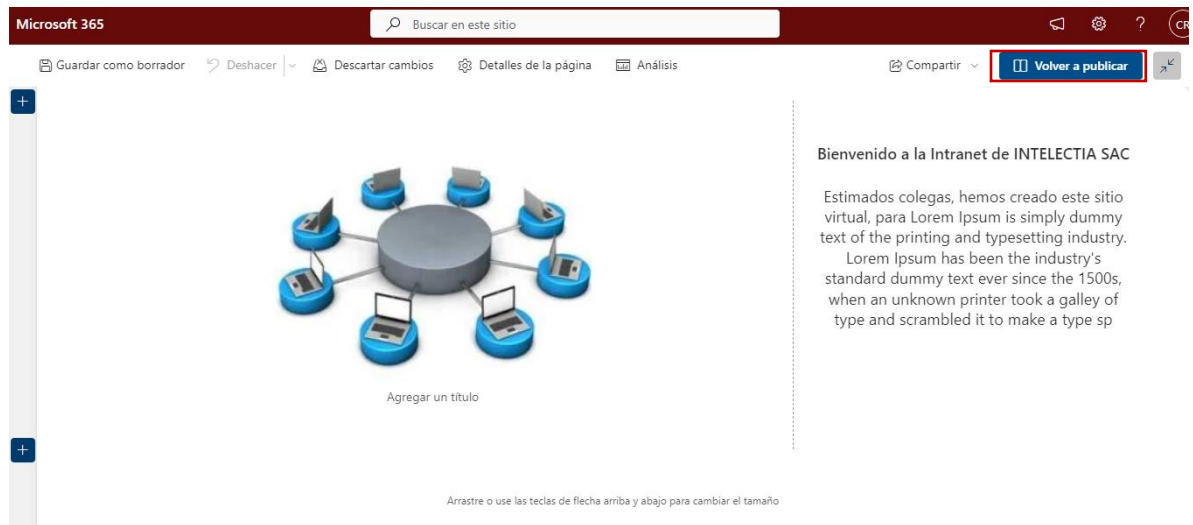 Microsoft 365
Buscar en este sitio
?
CR
Guardar como borrador
Deshacer
Descartar cambios
Detalles de la página
Análisis
Compartir
Volver a publicar
Bienvenido a la Intranet de INTELECTIA SAC
Estimados colegas, hemos creado este sitio
virtual, para Lorem Ipsum is simply dummy
text of the printing and typesetting industry.
Lorem Ipsum has been the industry's
standard dummy text ever since the 1500s,
when an unknown printer took a galley of
type and scrambled it to make a type sp
Agregar un título
Arrastre o use las teclas de flecha arriba y abajo para cambiar el tamaño